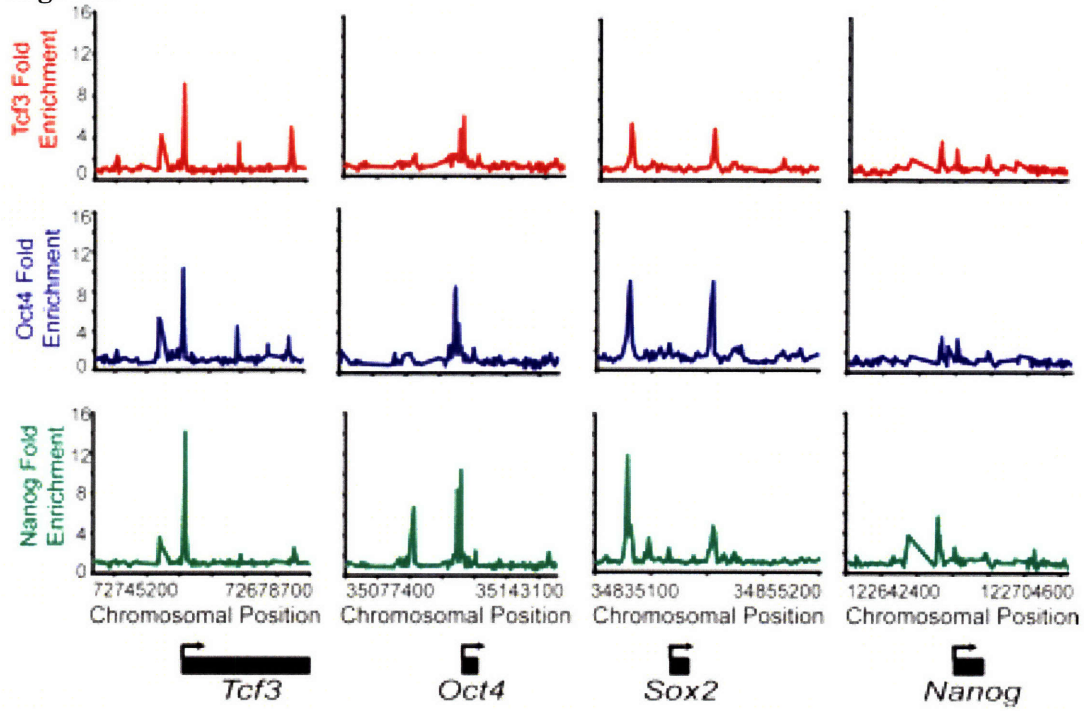 16
12
8
4
0
Tcf3 Fold
Enrichment
16
12
8
4
0
Oct4 Fold
Enrichment
16
12
8
4
0
Nanog Fold
Enrichment
72745200 72678700 35077400 35143100 34835100 34855200 122642400 122704600
Chromosomal Position Chromosomal Position Chromosomal Position Chromosomal Position
Tcf3 Oct4 Sox2 Nanog